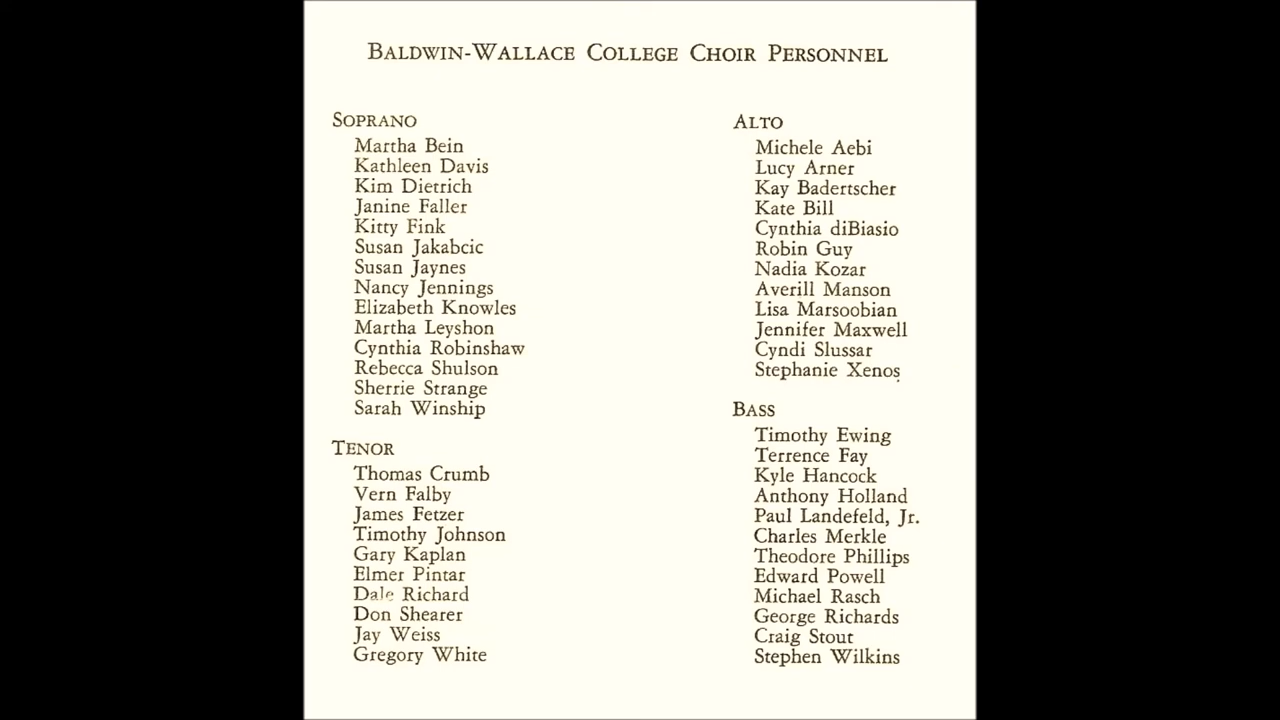 BALDWIN-WALLACE COLLEGE CHOIR PERSONNEL
SOPRANO
Martha Bein
Kathleen Davis
Kim Dietrich
Janine Faller
Kitty Fink
Susan Jakabcic
Susan Jaynes
Nancy Jennings
Elizabeth Knowles
Martha Leyshon
Cynthia Robinshaw
Rebecca Shulson
Sherrie Strange
Sarah Winship
TENOR
Thomas Crumb
Vern Falby
James Fetzer
Timothy Johnson
Gary Kaplan
Elmer Pintar
Dale Richard
Don Shearer
Jay Weiss
Gregory White
ALTO
Michele Aebi
Lucy Arner
Kay Badertscher
Kate Bill
Cynthia diBiasio
Robin Guy
Nadia Kozar
Averill Manson
Lisa Marsoobian
Jennifer Maxwell
Cyndi Slussar
Stephanie Xenos
BASS
Timothy Ewing
Terrence Fay
Kyle Hancock
Anthony Holland
Paul Landefeld, Jr.
Charles Merkle
Theodore Phillips
Edward Powell
Michael Rasch
George Richards
Craig Stout
Stephen Wilkins